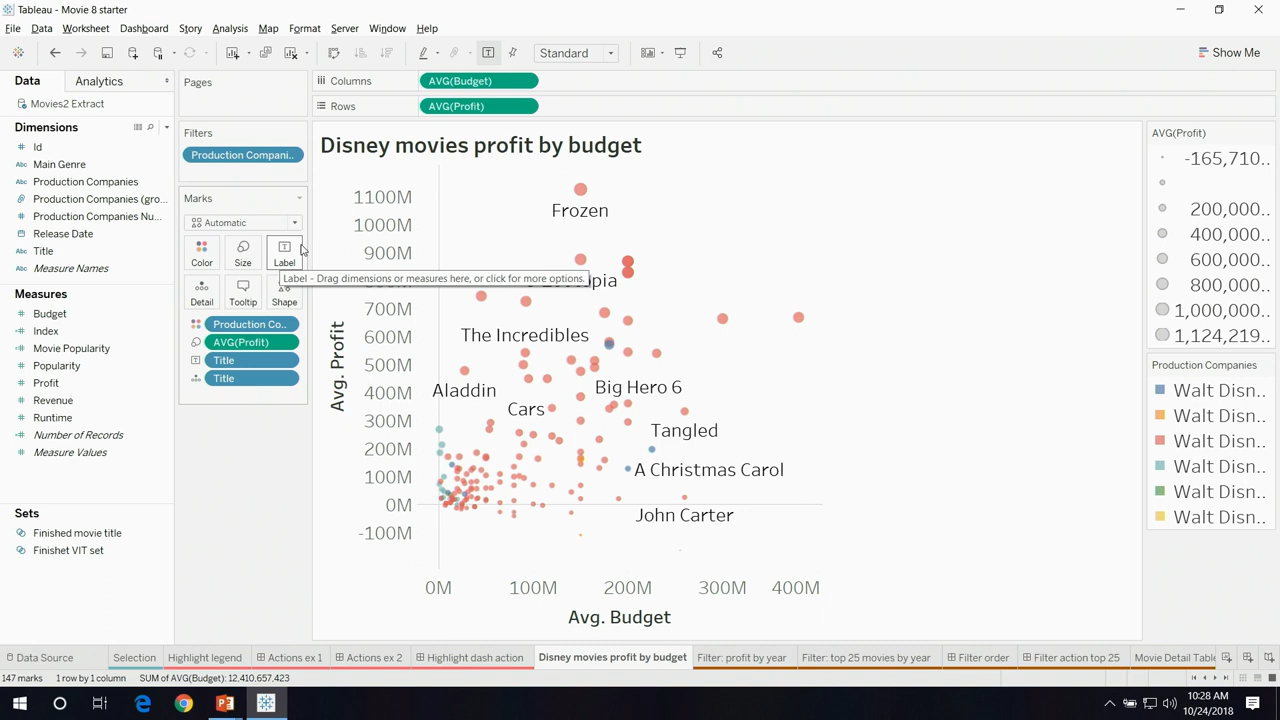 Tableau - Movie 8 starter
File Data Worksheet Dashboard Story Analysis Map Format Server Window Help
Standard
Show Me
Data Analytics
Movies2 Extract
Dimensions
Id
Main Genre
Production Companies
Production Companies (gro...
Production Companies Nu...
Release Date
Title
Measure Names
Measures
Budget
Index
Movie Popularity
Popularity
Profit
Revenue
Runtime
Number of Records
Measure Values
Sets
Finished movie title
Finishet VIT set
Pages
Filters
Production Compani..
Marks
Automatic
Color Size Label
Label - Drag dimensions or measures here, or click for more options.
Detail Tooltip Shape
Production Co..
AVG(Profit)
Title
Title
Columns AVG(Budget)
Rows AVG(Profit)
Disney movies profit by budget
Avg. Profit
1100M
1000M
900M
700M
600M
500M
400M
300M
200M
100M
0M
-100M
Frozen
The Incredibles
Aladdin
Big Hero 6
Cars
Tangled
A Christmas Carol
John Carter
0M 100M 200M 300M 400M
Avg. Budget
AVG(Profit)
-165,710..
200,000..
400,000..
600,000..
800,000..
1,000,000..
1,124,219..
Production Companies
Walt Disn..
Walt Disn..
Walt Disn..
Walt Disn..
Walt Disn..
Walt Disn..
Data Source Selection Highlight legend Actions ex 1 Actions ex 2 Highlight dash action Disney movies profit by budget Filter: profit by year Filter: top 25 movies by year Filter order Filter action top 25 Movie Detail Table
147 marks 1 row by 1 column SUM of AVG(Budget): 12,410,657,423
10:28 AM
10/24/2018